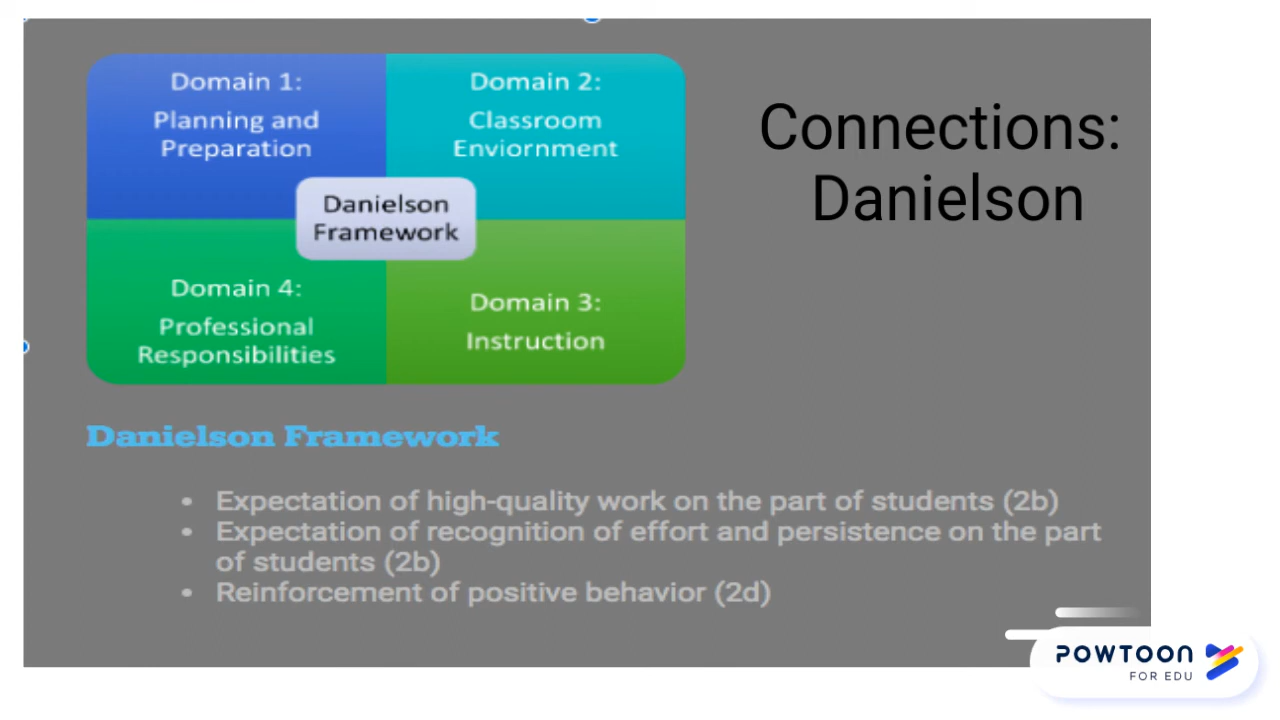 Domain 1:
Planning and
Preparation
Domain 2:
Classroom
Enviornment
Danielson
Framework
Domain 4:
Professional
Responsibilities
Domain 3:
Instruction
Connections:
Danielson
Danielson Framework
• Expectation of high-quality work on the part of students (2b)
• Expectation of recognition of effort and persistence on the part
of students (2b)
• Reinforcement of positive behavior (2d)
POWTOON
FOR EDU